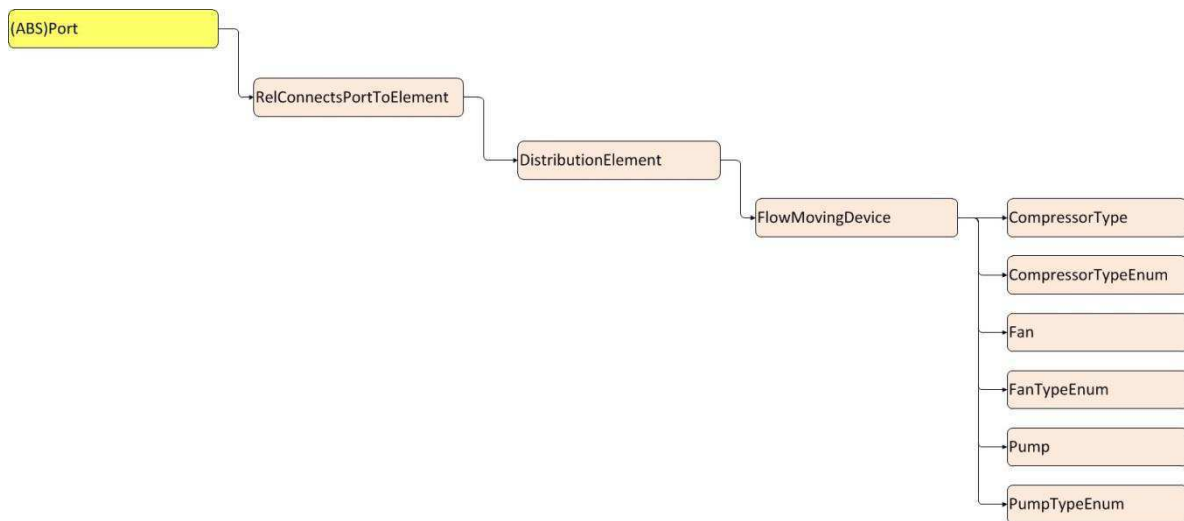 (ABS)Port
RelConnectsPortToElement
DistributionElement
FlowMovingDevice
CompressorType
CompressorTypeEnum
Fan
FanTypeEnum
Pump
PumpTypeEnum